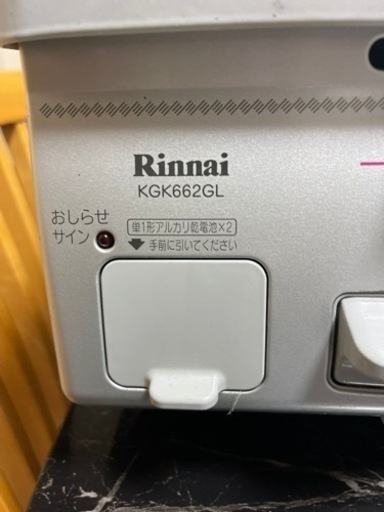 Rinnai
KGK662GL
おしらせ
サイン
単1形アルカリ乾電池×2
手前に引いてください